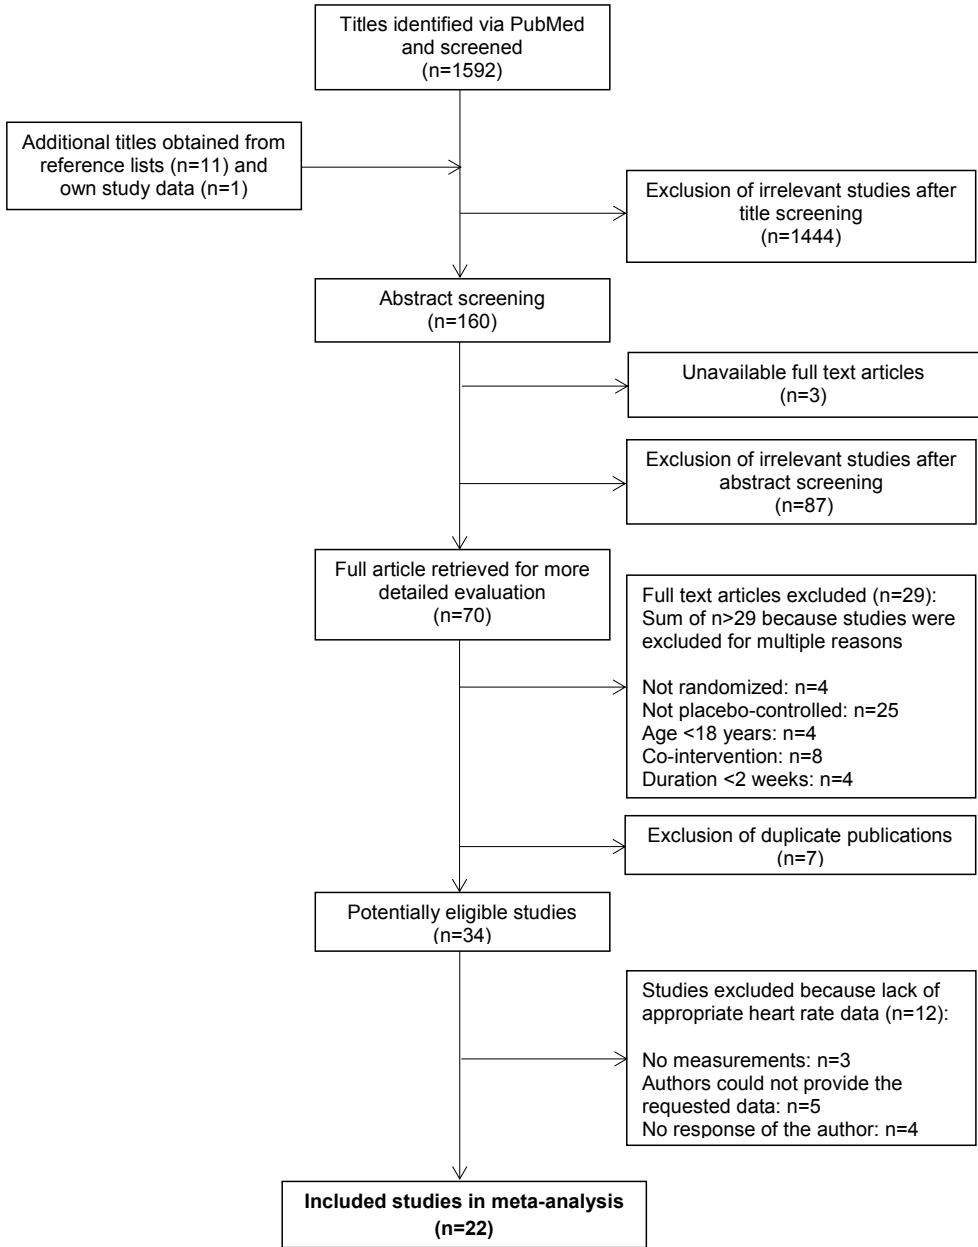 Titles identified via PubMed
and screened
(n=1592)
Additional titles obtained from
reference lists (n=11) and
own study data (n=1)
Exclusion of irrelevant studies after
title screening
(n=1444)
Abstract screening
(n=160)
Unavailable full text articles
(n=3)
Exclusion of irrelevant studies after
abstract screening
(n=87)
Full article retrieved for more
detailed evaluation
(n=70)
Full text articles excluded (n=29):
Sum of n>29 because studies were
excluded for multiple reasons
Not randomized: n=4
Not placebo-controlled: n=25
Age <18 years: n=4
Co-intervention: n=8
Duration <2 weeks: n=4
Exclusion of duplicate publications
(n=7)
Potentially eligible studies
(n=34)
Studies excluded because lack of
appropriate heart rate data (n=12):
No measurements: n=3
Authors could not provide the
requested data: n=5
No response of the author: n=4
Included studies in meta-analysis
(n=22)